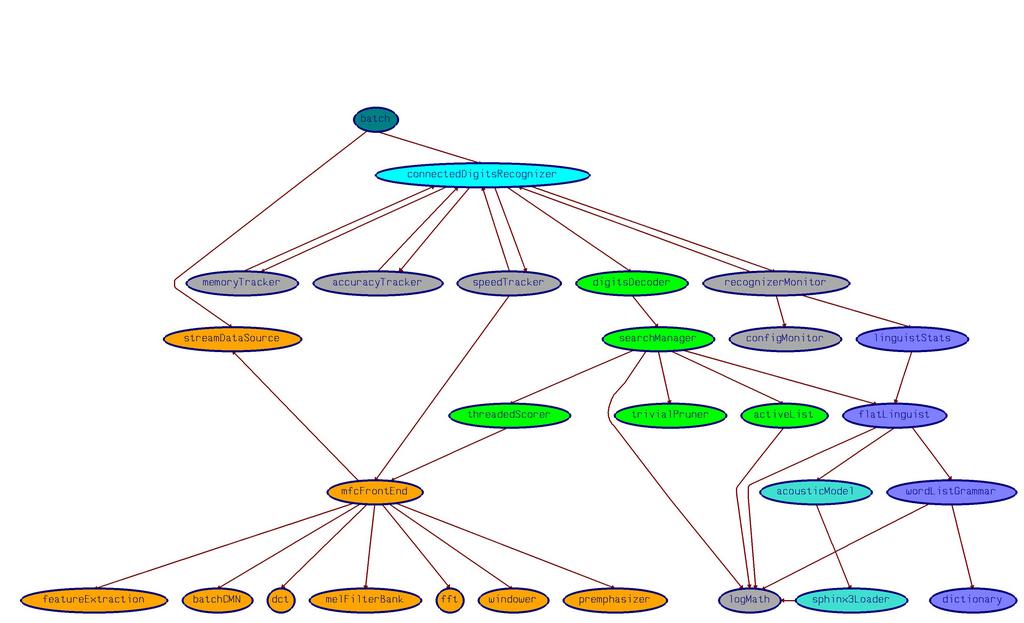 batch
connectedDigitsRecognizer
memoryTracker
accuracyTracker
speedTracker
digitsDecoder
recognizerMonitor
streamDataSource
searchManager
configMonitor
linguistStats
threadedScorer
trivialPruner
activeList
flatLinguist
mfcFrontEnd
acousticModel
wordListGrammar
featureExtraction
batchCMN
dct
melFilterBank
fft
windower
premphasizer
logMath
sphinx3Loader
dictionary